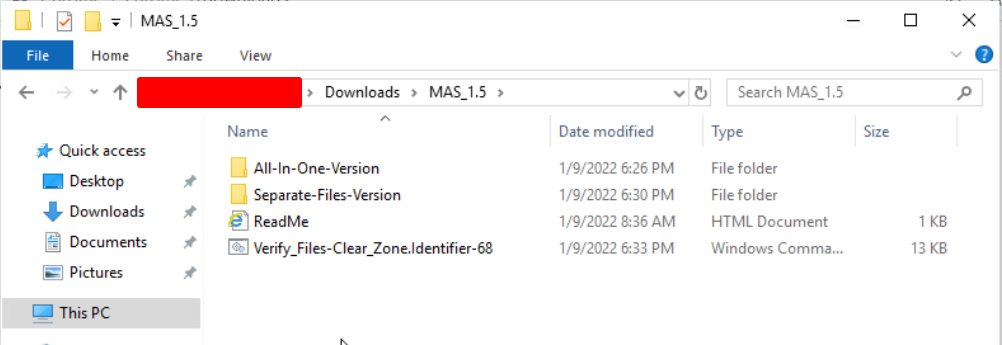 MAS_1.5
File Home Share View
Downloads > MAS_1.5 > Search MAS_1.5
Name Date modified Type Size
Quick access
All-In-One-Version 1/9/2022 6:26 PM File folder
Desktop
Separate-Files-Version 1/9/2022 6:30 PM File folder
Downloads
ReadMe 1/9/2022 8:36 AM HTML Document 1 KB
Documents
Verify_Files-Clear_Zone.Identifier-68 1/9/2022 6:33 PM Windows Comma... 13 KB
Pictures
This PC